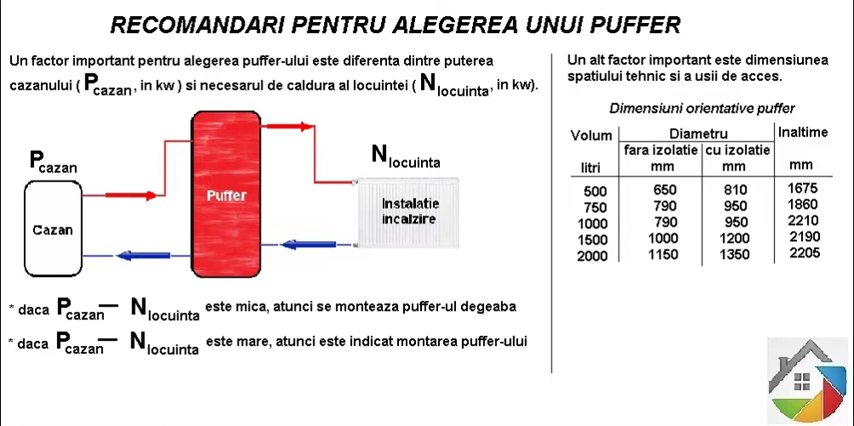 RECOMANDARI PENTRU ALEGEREA UNUI PUFFER
Un factor important pentru alegerea puffer-ului este diferenta dintre puterea
cazanului ( Pcazan, in kw ) si necesarul de caldura al locuintei ( Nlocuinta, in kw).
Pcazan
Cazan
Puffer
Nlocuinta
Instalatie
incalzire
* daca Pcazan — Nlocuinta este mica, atunci se monteaza puffer-ul degeaba
* daca Pcazan — Nlocuinta este mare, atunci este indicat montarea puffer-ului
Un alt factor important este dimensiunea
spatiului tehnic si a usii de acces.
Dimensiuni orientative puffer
Volum Diametru Inaltime
fara izolatie cu izolatie
litri mm mm mm
500 650 810 1675
750 790 950 1860
1000 790 950 2210
1500 1000 1200 2190
2000 1150 1350 2205